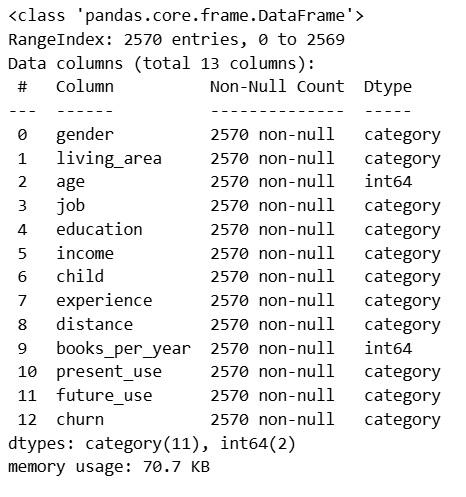 <class 'pandas.core.frame.DataFrame'>
RangeIndex: 2570 entries, 0 to 2569
Data columns (total 13 columns):
 #   Column          Non-Null Count  Dtype
---  ------          --------------  -----
 0   gender          2570 non-null   category
 1   living_area     2570 non-null   category
 2   age             2570 non-null   int64
 3   job             2570 non-null   category
 4   education       2570 non-null   category
 5   income          2570 non-null   category
 6   child           2570 non-null   category
 7   experience      2570 non-null   category
 8   distance        2570 non-null   category
 9   books_per_year  2570 non-null   int64
 10  present_use     2570 non-null   category
 11  future_use      2570 non-null   category
 12  churn           2570 non-null   category
dtypes: category(11), int64(2)
memory usage: 70.7 KB